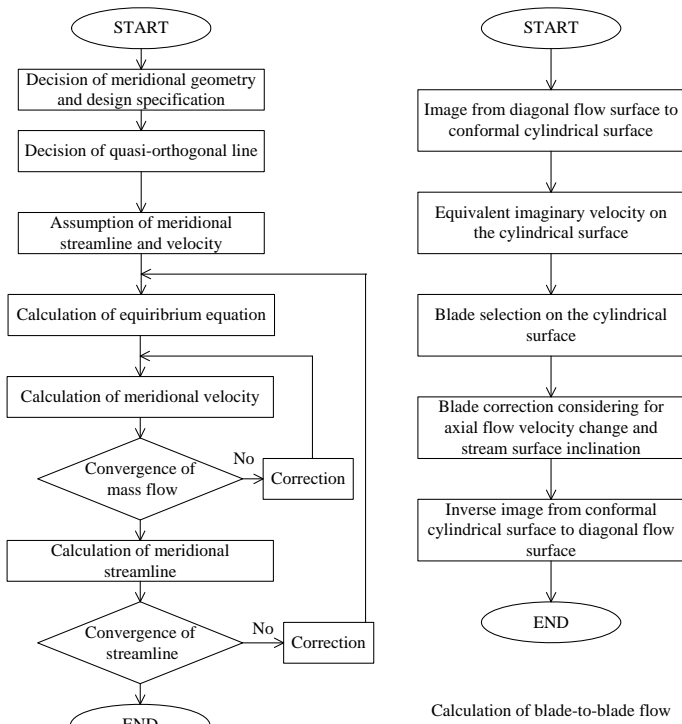 START
Decision of meridional geometry
and design specification
Decision of quasi-orthogonal line
Assumption of meridional
streamline and velocity
Calculation of equiribrium equation
Calculation of meridional velocity
Convergence of
mass flow
No
Correction
Calculation of meridional
streamline
Convergence of
streamline
No
Correction
END
START
Image from diagonal flow surface to
conformal cylindrical surface
Equivalent imaginary velocity on
the cylindrical surface
Blade selection on the cylindrical
surface
Blade correction considering for
axial flow velocity change and
stream surface inclination
Inverse image from conformal
cylindrical surface to diagonal flow
surface
END
Calculation of blade-to-blade flow